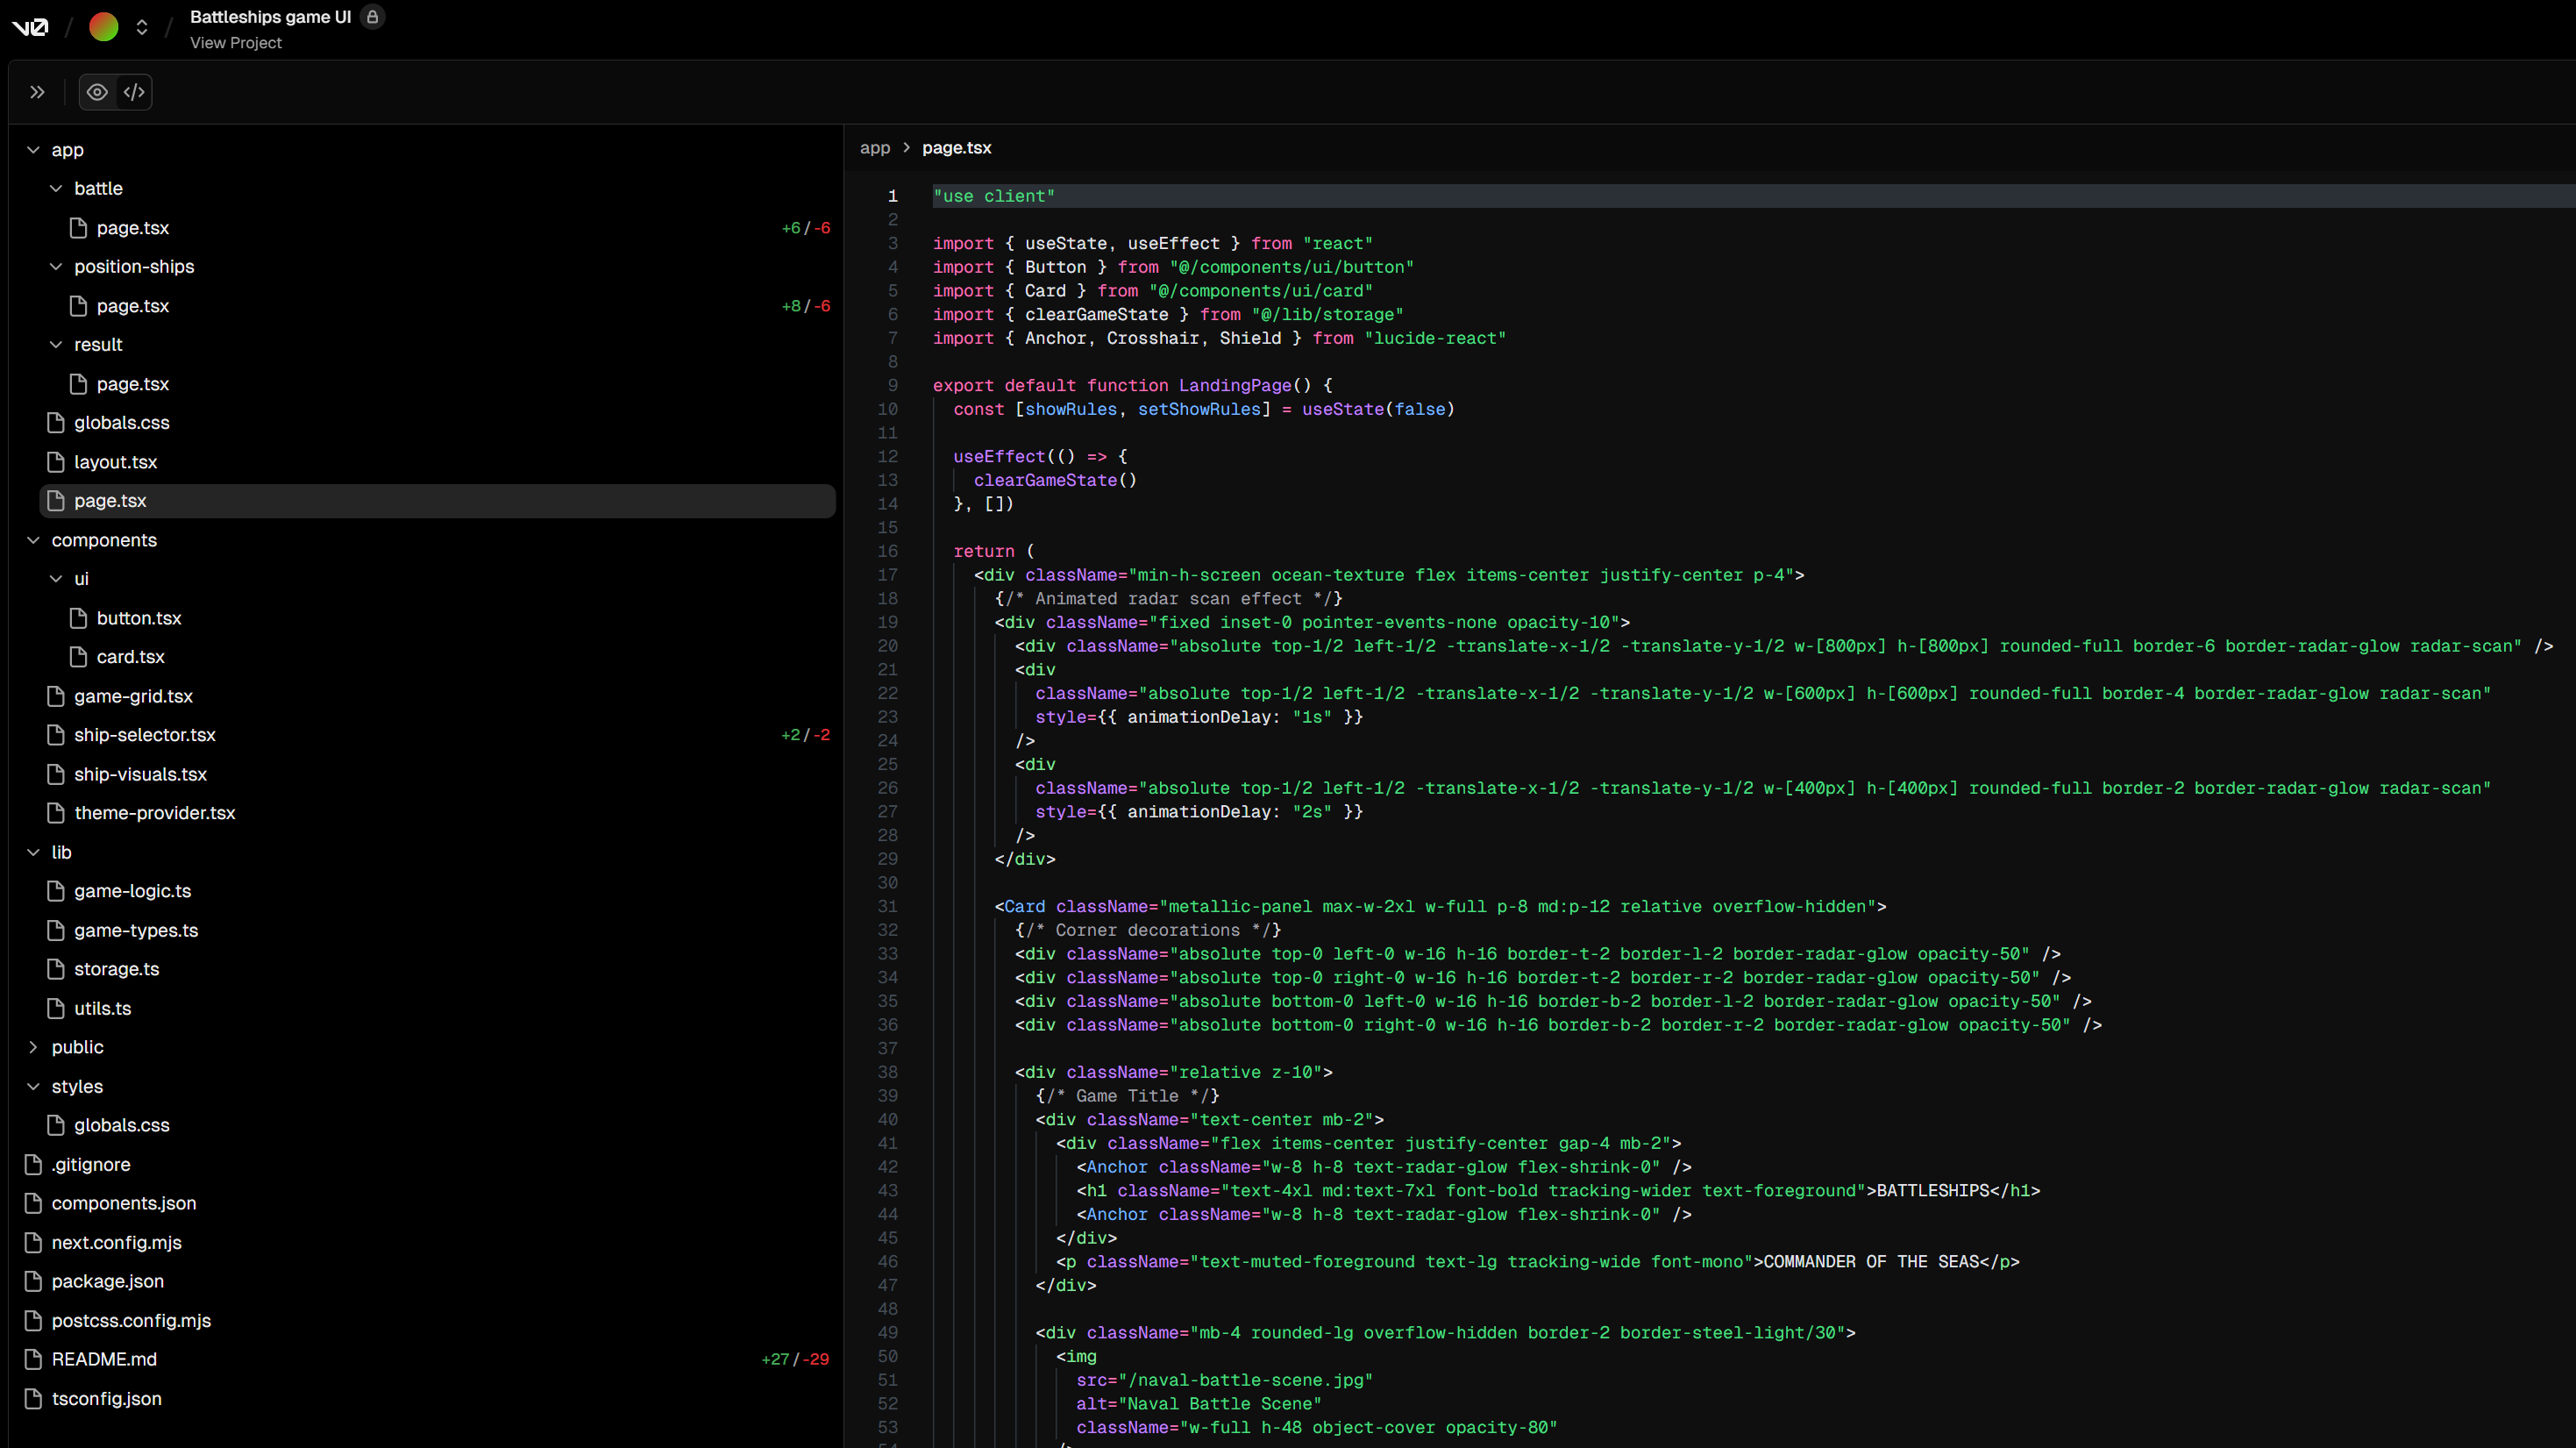 v0 / / Battleships game UI
View Project
app
battle
page.tsx +6/-6
position-ships
page.tsx +8/-6
result
page.tsx
globals.css
layout.tsx
page.tsx
components
ui
button.tsx
card.tsx
game-grid.tsx
ship-selector.tsx +2/-2
ship-visuals.tsx
theme-provider.tsx
lib
game-logic.ts
game-types.ts
storage.ts
utils.ts
public
styles
globals.css
.gitignore
components.json
next.config.mjs
package.json
postcss.config.mjs
README.md +27/-29
tsconfig.json
app > page.tsx
1 "use client"
2
3 import { useState, useEffect } from "react"
4 import { Button } from "@/components/ui/button"
5 import { Card } from "@/components/ui/card"
6 import { clearGameState } from "@/lib/storage"
7 import { Anchor, Crosshair, Shield } from "lucide-react"
8
9 export default function LandingPage() {
10 const [showRules, setShowRules] = useState(false)
11
12 useEffect(() => {
13 clearGameState()
14 }, [])
15
16 return (
17 <div className="min-h-screen ocean-texture flex items-center justify-center p-4">
18 {/* Animated radar scan effect */}
19 <div className="fixed inset-0 pointer-events-none opacity-10">
20 <div className="absolute top-1/2 left-1/2 -translate-x-1/2 -translate-y-1/2 w-[800px] h-[800px] rounded-full border-6 border-radar-glow radar-scan" />
21 <div
22 className="absolute top-1/2 left-1/2 -translate-x-1/2 -translate-y-1/2 w-[600px] h-[600px] rounded-full border-4 border-radar-glow radar-scan"
23 style={{ animationDelay: "1s" }}
24 />
25 <div
26 className="absolute top-1/2 left-1/2 -translate-x-1/2 -translate-y-1/2 w-[400px] h-[400px] rounded-full border-2 border-radar-glow radar-scan"
27 style={{ animationDelay: "2s" }}
28 />
29 </div>
30
31 <Card className="metallic-panel max-w-2xl w-full p-8 md:p-12 relative overflow-hidden">
32 {/* Corner decorations */}
33 <div className="absolute top-0 left-0 w-16 h-16 border-t-2 border-l-2 border-radar-glow opacity-50" />
34 <div className="absolute top-0 right-0 w-16 h-16 border-t-2 border-r-2 border-radar-glow opacity-50" />
35 <div className="absolute bottom-0 left-0 w-16 h-16 border-b-2 border-l-2 border-radar-glow opacity-50" />
36 <div className="absolute bottom-0 right-0 w-16 h-16 border-b-2 border-r-2 border-radar-glow opacity-50" />
37
38 <div className="relative z-10">
39 {/* Game Title */}
40 <div className="text-center mb-2">
41 <div className="flex items-center justify-center gap-4 mb-2">
42 <Anchor className="w-8 h-8 text-radar-glow flex-shrink-0" />
43 <h1 className="text-4xl md:text-7xl font-bold tracking-wider text-foreground">BATTLESHIPS</h1>
44 <Anchor className="w-8 h-8 text-radar-glow flex-shrink-0" />
45 </div>
46 <p className="text-muted-foreground text-lg tracking-wide font-mono">COMMANDER OF THE SEAS</p>
47 </div>
48
49 <div className="mb-4 rounded-lg overflow-hidden border-2 border-steel-light/30">
50 <img
51 src="/naval-battle-scene.jpg"
52 alt="Naval Battle Scene"
53 className="w-full h-48 object-cover opacity-80"